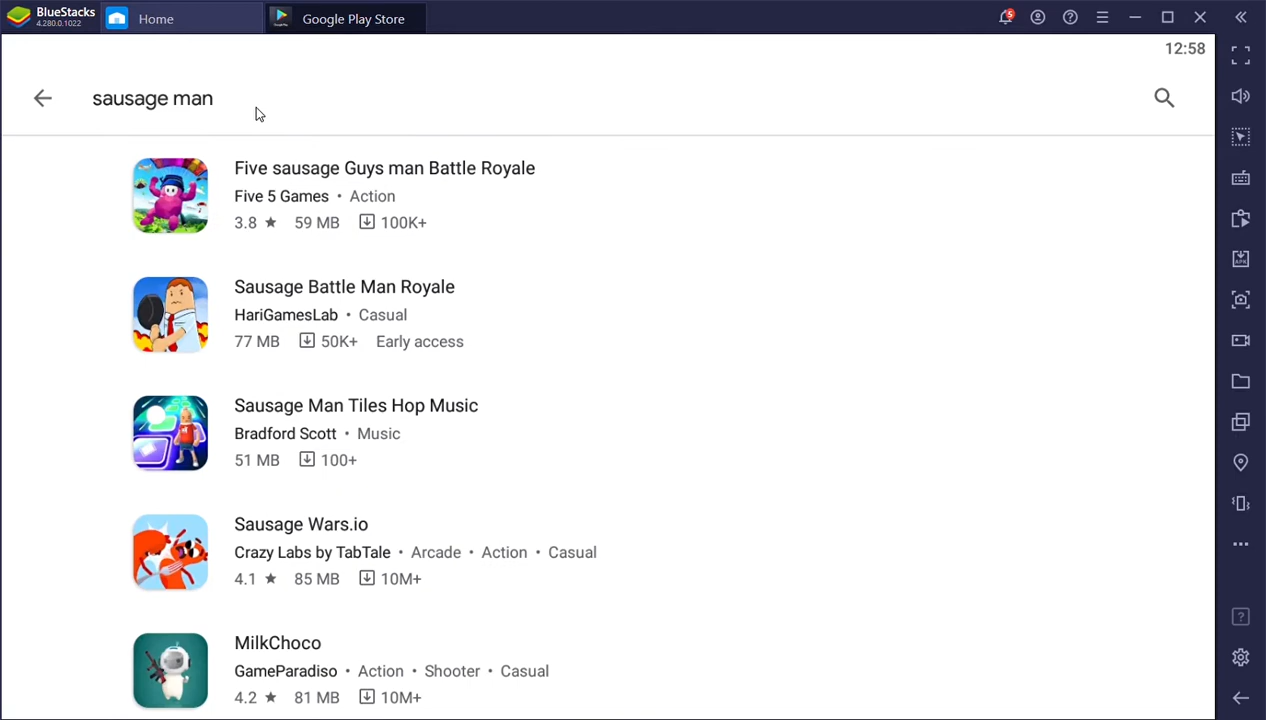 BlueStacks
4.280.0.1022
Home
Google Play Store
5
12:58
sausage man
Five sausage Guys man Battle Royale
Five 5 Games • Action
3.8 ★ 59 MB 100K+
Sausage Battle Man Royale
HariGamesLab • Casual
77 MB 50K+ Early access
Sausage Man Tiles Hop Music
Bradford Scott • Music
51 MB 100+
Sausage Wars.io
Crazy Labs by TabTale • Arcade • Action • Casual
4.1 ★ 85 MB 10M+
MilkChoco
GameParadiso • Action • Shooter • Casual
4.2 ★ 81 MB 10M+